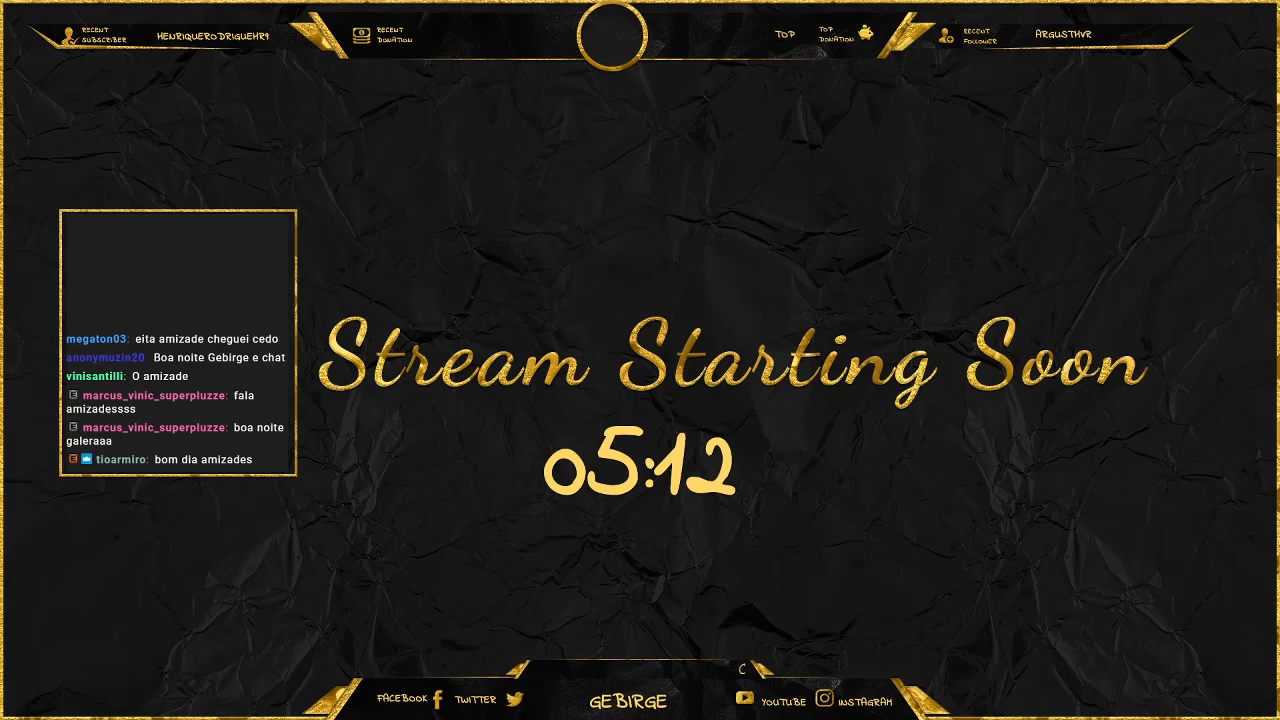 RECENT
SUBSCRIBER
HENRIQUERODRIGUEHR9
RECENT
DONATION
TOP
TOP
DONATION
RECENT
FOLLOWER
ARGUSTHVR
megaton03: eita amizade cheguei cedo
anonymuzin20: Boa noite Gebirge e chat
vinisantilli: O amizade
marcus_vinic_superpluzze: fala
amizadessss
marcus_vinic_superpluzze: boa noite
galeraaa
tioarmiro: bom dia amizades
Stream Starting Soon
05:12
C
FACEBOOK
TWITTER
GEBIRGE
YOUTUBE
INSTAGRAM